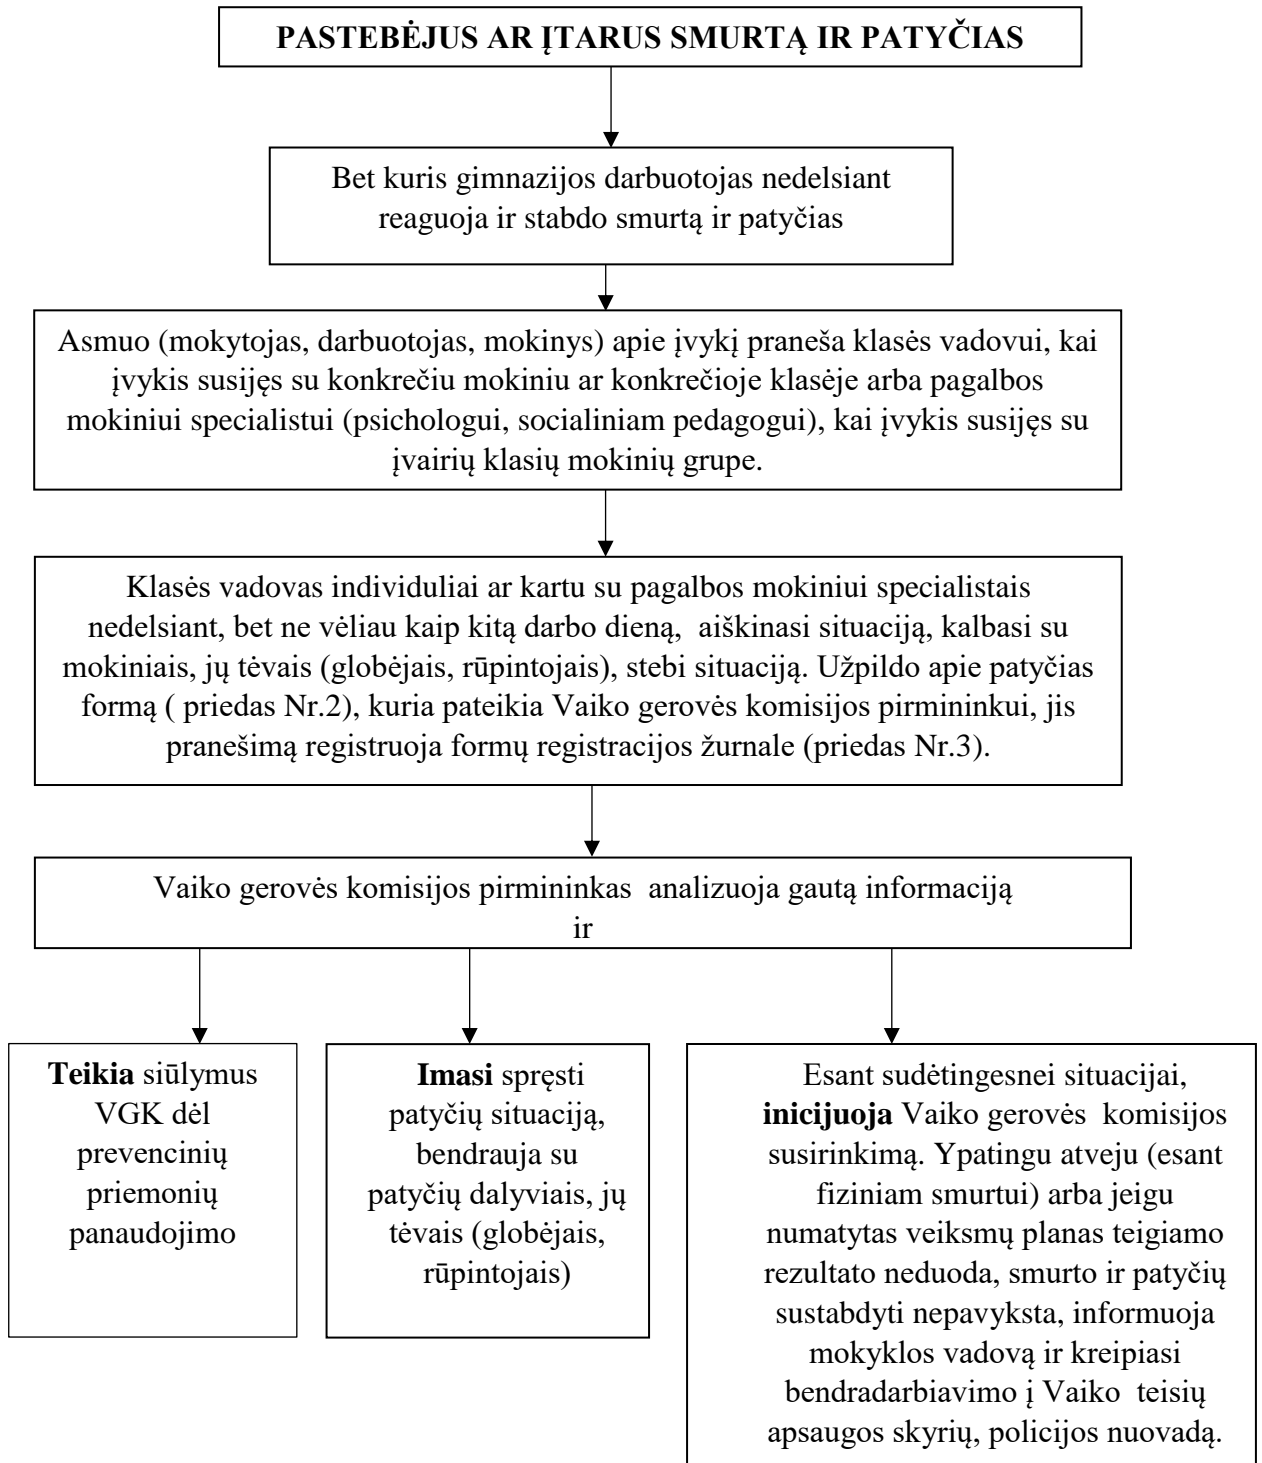 PASTEBĖJUS AR ĮTARUS SMURTĄ IR PATYČIAS
Bet kuris gimnazijos darbuotojas nedelsiant
reaguoja ir stabdo smurtą ir patyčias
Asmuo (mokytojas, darbuotojas, mokinys) apie įvykį praneša klasės vadovui, kai
įvykis susijęs su konkrečiu mokiniu ar konkrečioje klasėje arba pagalbos
mokiniui specialistui (psichologui, socialiniam pedagogui), kai įvykis susijęs su
įvairių klasių mokinių grupe.
Klasės vadovas individuliai ar kartu su pagalbos mokiniui specialistais
nedelsiant, bet ne vėliau kaip kitą darbo dieną, aiškinasi situaciją, kalbasi su
mokiniais, jų tėvais (globėjais, rūpintojais), stebi situaciją. Užpildo apie patyčias
formą ( priedas Nr.2), kuria pateikia Vaiko gerovės komisijos pirmininkui, jis
pranešimą registruoja formų registracijos žurnale (priedas Nr.3).
Vaiko gerovės komisijos pirmininkas analizuoja gautą informaciją
ir
Teikia siūlymus
VGK dėl
prevencinių
priemonių
panaudojimo
Imasi spręsti
patyčių situaciją,
bendrauja su
patyčių dalyviais, jų
tėvais (globėjais,
rūpintojais)
Esant sudėtingesnei situacijai,
inicijuoja Vaiko gerovės komisijos
susirinkimą. Ypatingu atveju (esant
fiziniam smurtui) arba jeigu
numatytas veiksmų planas teigiamo
rezultato neduoda, smurto ir patyčių
sustabdyti nepavyksta, informuoja
mokyklos vadovą ir kreipiasi
bendradarbiavimo į Vaiko teisių
apsaugos skyrių, policijos nuovadą.